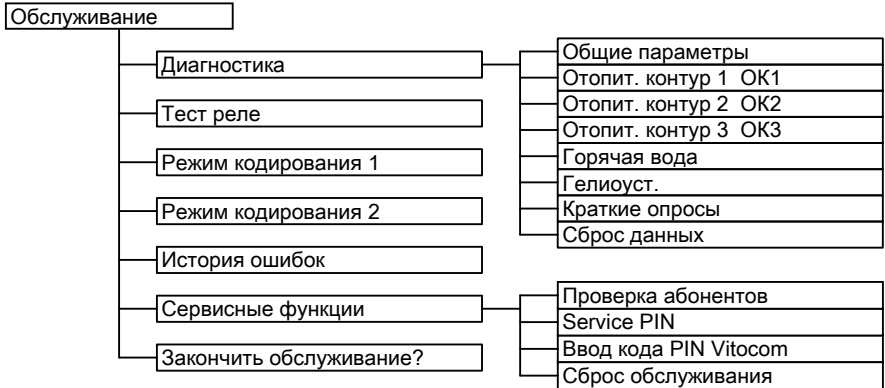 Обслуживание
Диагностика
Общие параметры
Отопит. контур 1  ОК1
Отопит. контур 2  ОК2
Отопит. контур 3  ОК3
Горячая вода
Гелиоуст.
Краткие опросы
Сброс данных
Тест реле
Режим кодирования 1
Режим кодирования 2
История ошибок
Сервисные функции
Проверка абонентов
Service PIN
Ввод кода PIN Vitocom
Сброс обслуживания
Закончить обслуживание?